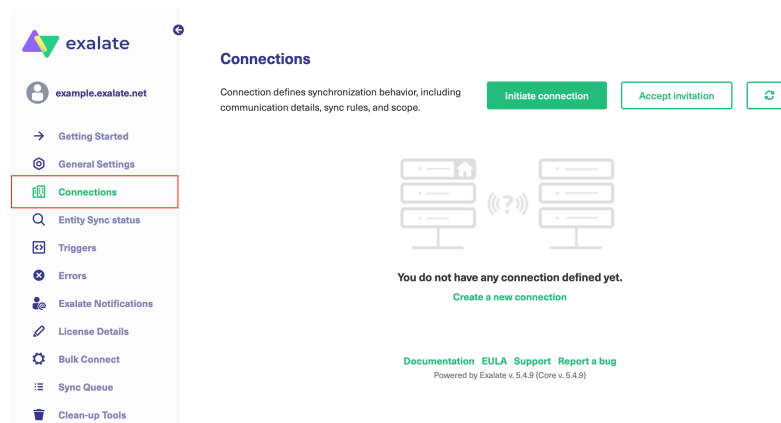 exalate
example.exalate.net
Getting Started
General Settings
Connections
Entity Sync status
Triggers
Errors
Exalate Notifications
License Details
Bulk Connect
Sync Queue
Clean-up Tools
Connections
Connection defines synchronization behavior, including
communication details, sync rules, and scope.
Initiate connection
Accept invitation
((?))
You do not have any connection defined yet.
Create a new connection
Documentation EULA Support Report a bug
Powered by Exalate v. 5.4.9 (Core v. 5.4.9)